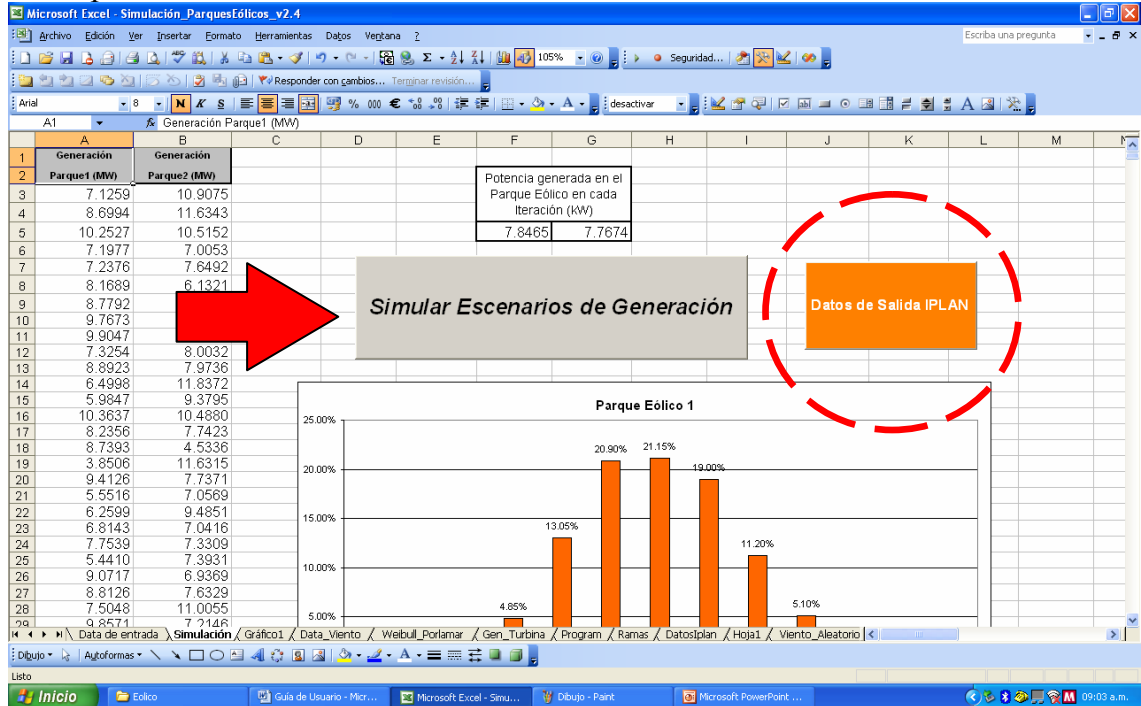 Microsoft Excel - Simulación_ParquesEólicos_v2.4
Archivo Edición Ver Insertar Formato Herramientas Datos Ventana ?
Escriba una pregunta
105%
Seguridad...
Responder con cambios... Terminar revisión...
Arial 8 N K S % 000 € desactivar
A1 fx Generación Parque1 (MW)
A B C D E F G H I J K L M N
1 Generación Generación
2 Parque1 (MW) Parque2 (MW)
3 7.1259 10.9075
4 8.6994 11.6343
5 10.2527 10.5152
6 7.1977 7.0053
7 7.2376 7.6492
8 8.1689 6.1321
9 8.7792
10 9.7673
11 9.9047
12 7.3254 8.0032
13 8.8923 7.9736
14 6.4998 11.8372
15 5.9847 9.3795
16 10.3637 10.4880
17 8.2356 7.7423
18 8.7393 4.5336
19 3.8506 11.6315
20 9.4126 7.7371
21 5.5516 7.0569
22 6.2599 9.4851
23 6.8143 7.0416
24 7.7539 7.3309
25 5.4410 7.3931
26 9.0717 6.9369
27 8.8126 7.6329
28 7.5048 11.0055
29 9.8571 7.2146
Potencia generada en el
Parque Eólico en cada
Iteración (kW)
7.8465 7.7674
Simular Escenarios de Generación
Datos de Salida IPLAN
Parque Eólico 1
25.00%
20.00%
15.00%
10.00%
5.00%
4.85%
13.05%
20.90%
21.15%
19.00%
11.20%
5.10%
Data de entrada Simulación Gráfico1 Data_Viento Weibull_Porlamar Gen_Turbina Program Ramas DatosIplan Hoja1 Viento_Aleatorio
Dibujo Autoformas
Listo
Inicio Eolico Guía de Usuario - Micr... Microsoft Excel - Simu... Dibujo - Paint Microsoft PowerPoint ... 09:03 a.m.